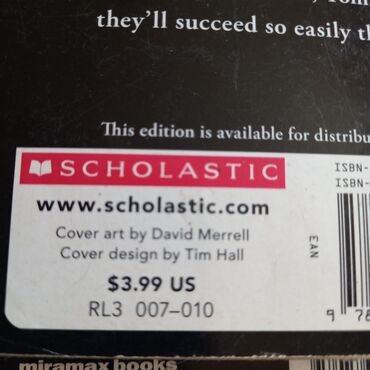 they'll succeed so easily
This edition is available for
SCHOLASTIC
www.scholastic.com
Cover art by David Merrell
Cover design by Tim Hall
$3.99 US
RL3 007–010
ISBN-
ISBN-
EAN
9 78
miramax books